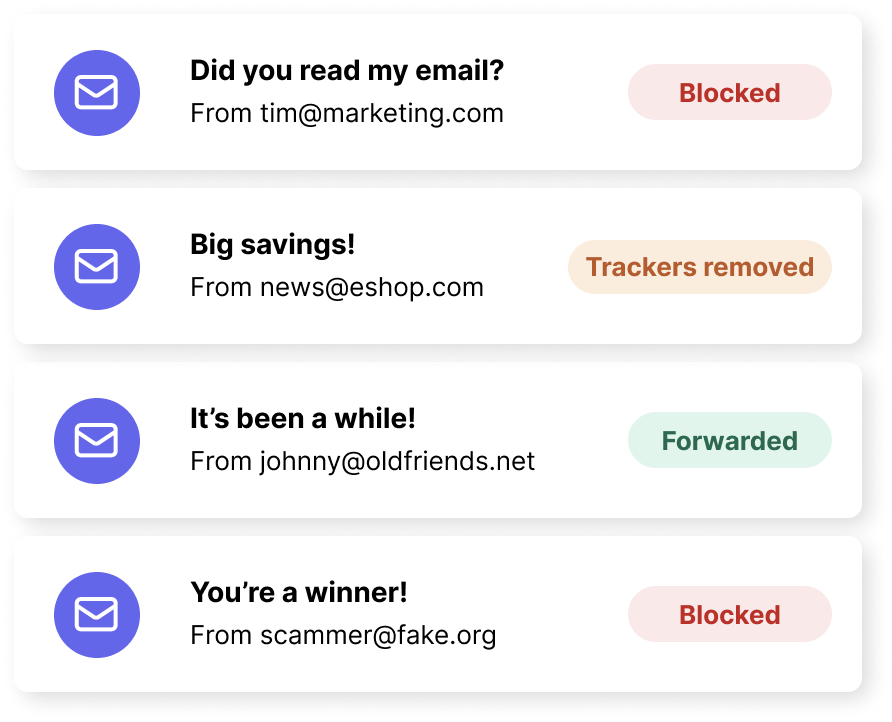 Did you read my email?
From tim@marketing.com
Blocked
Big savings!
From news@eshop.com
Trackers removed
It’s been a while!
From johnny@oldfriends.net
Forwarded
You’re a winner!
From scammer@fake.org
Blocked